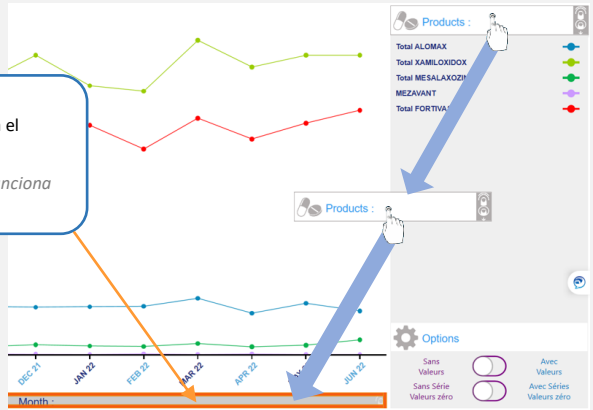 Products :
Total ALOMAX
Total XAMILOXIDOX
Total MESALAXOZIN
MEZAVANT
Total FORTIVA
el
nciona
Products :
DEC 21
JAN 22
FEB 22
MAR 22
APR 22
JUN 22
Month :
Options
Sans
Valeurs
Avec
Valeurs
Sans Série
Valeurs zéro
Avec Séries
Valeurs zéro